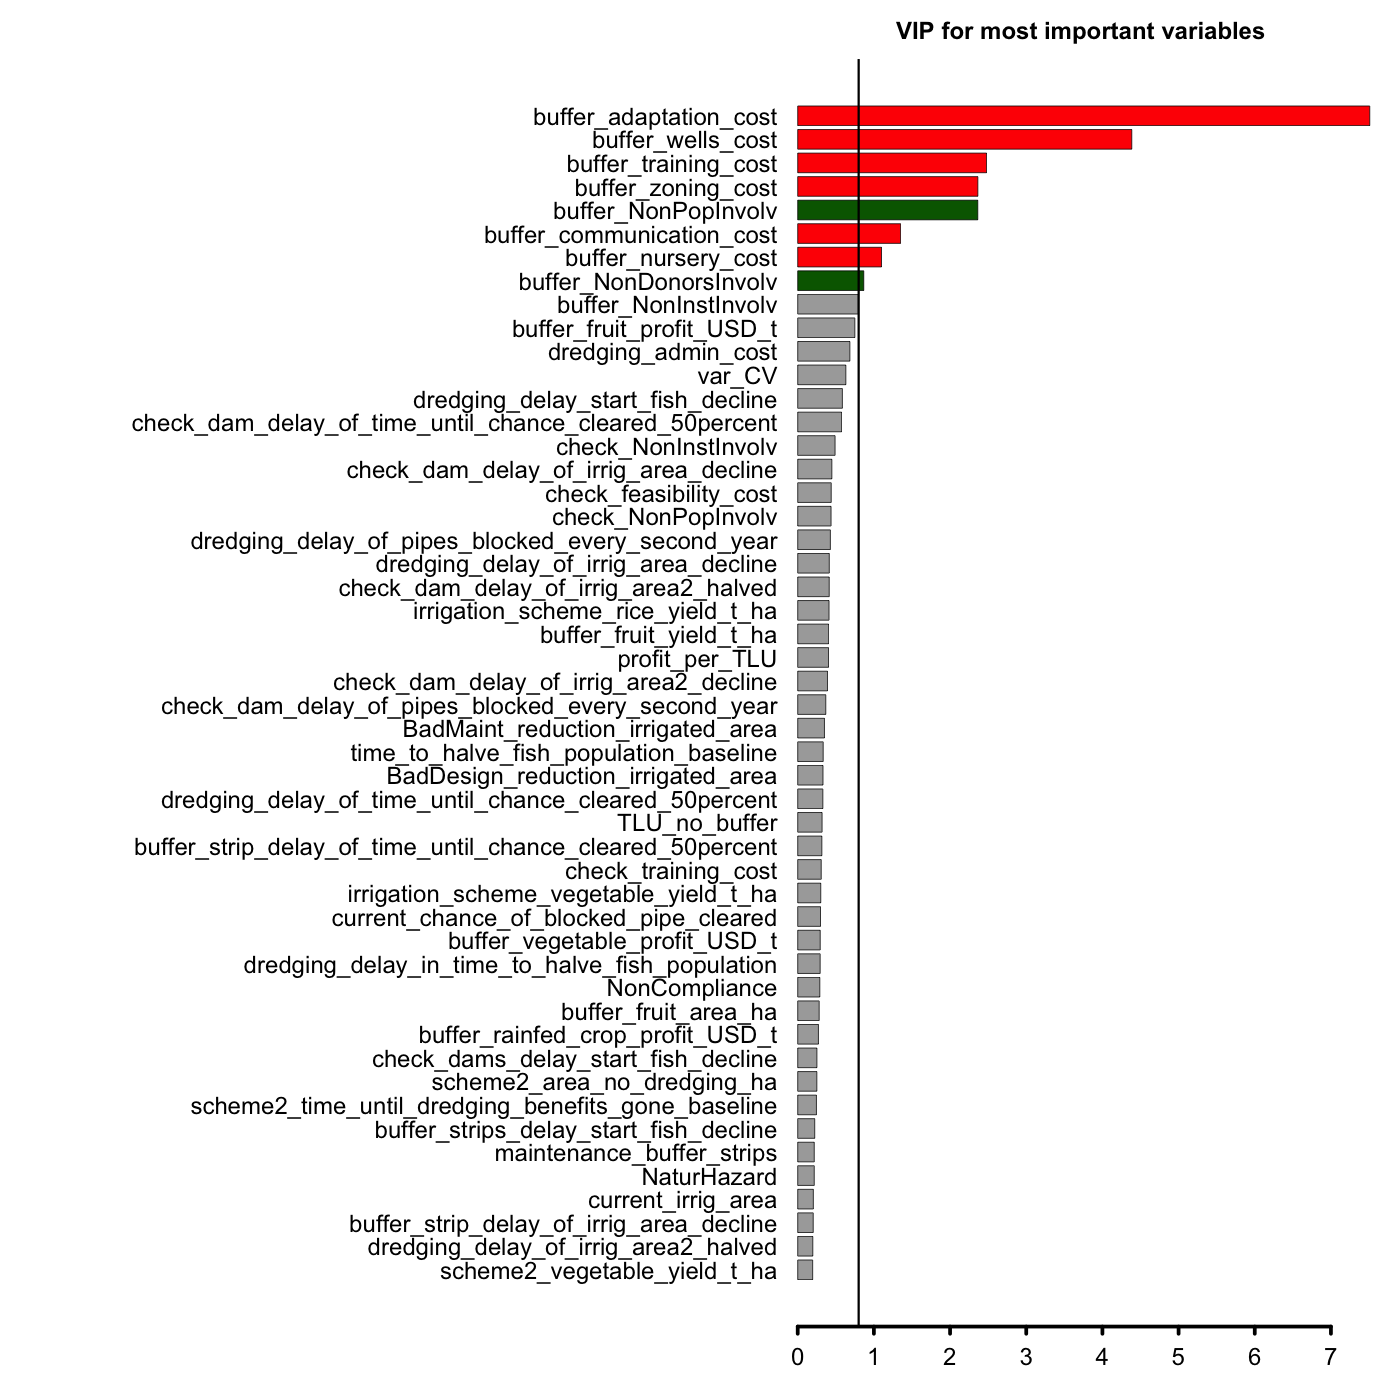 VIP for most important variables
buffer_adaptation_cost
buffer_wells_cost
buffer_training_cost
buffer_zoning_cost
buffer_NonPopInvolv
buffer_communication_cost
buffer_nursery_cost
buffer_NonDonorsInvolv
buffer_NonInstInvolv
buffer_fruit_profit_USD_t
dredging_admin_cost
var_CV
dredging_delay_start_fish_decline
check_dam_delay_of_time_until_chance_cleared_50percent
check_NonInstInvolv
check_dam_delay_of_irrig_area_decline
check_feasibility_cost
check_NonPopInvolv
dredging_delay_of_pipes_blocked_every_second_year
dredging_delay_of_irrig_area_decline
check_dam_delay_of_irrig_area2_halved
irrigation_scheme_rice_yield_t_ha
buffer_fruit_yield_t_ha
profit_per_TLU
check_dam_delay_of_irrig_area2_decline
check_dam_delay_of_pipes_blocked_every_second_year
BadMaint_reduction_irrigated_area
time_to_halve_fish_population_baseline
BadDesign_reduction_irrigated_area
dredging_delay_of_time_until_chance_cleared_50percent
TLU_no_buffer
buffer_strip_delay_of_time_until_chance_cleared_50percent
check_training_cost
irrigation_scheme_vegetable_yield_t_ha
current_chance_of_blocked_pipe_cleared
buffer_vegetable_profit_USD_t
dredging_delay_in_time_to_halve_fish_population
NonCompliance
buffer_fruit_area_ha
buffer_rainfed_crop_profit_USD_t
check_dams_delay_start_fish_decline
scheme2_area_no_dredging_ha
scheme2_time_until_dredging_benefits_gone_baseline
buffer_strips_delay_start_fish_decline
maintenance_buffer_strips
NaturHazard
current_irrig_area
buffer_strip_delay_of_irrig_area_decline
dredging_delay_of_irrig_area2_halved
scheme2_vegetable_yield_t_ha
0 1 2 3 4 5 6 7